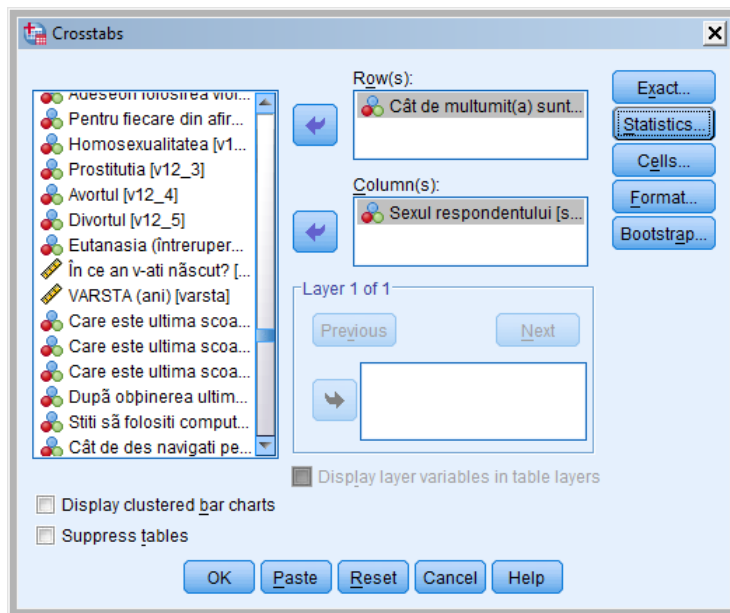 Crosstabs
Adeseori folosirea viol...
Pentru fiecare din afir...
Homosexualitatea [v1...
Prostitutia [v12_3]
Avortul [v12_4]
Divortul [v12_5]
Eutanasia (întreruper...
În ce an v-ati nãscut? [...
VARSTA (ani) [varsta]
Care este ultima scoa...
Care este ultima scoa...
Care este ultima scoa...
Dupã obþinerea ultim...
Stiti sã folositi comput...
Cât de des navigati pe...
Row(s):
Cât de multumit(a) sunt...
Column(s):
Sexul respondentului [s...
Layer 1 of 1
Previous
Next
Display layer variables in table layers
Exact...
Statistics...
Cells...
Format...
Bootstrap...
Display clustered bar charts
Suppress tables
OK
Paste
Reset
Cancel
Help